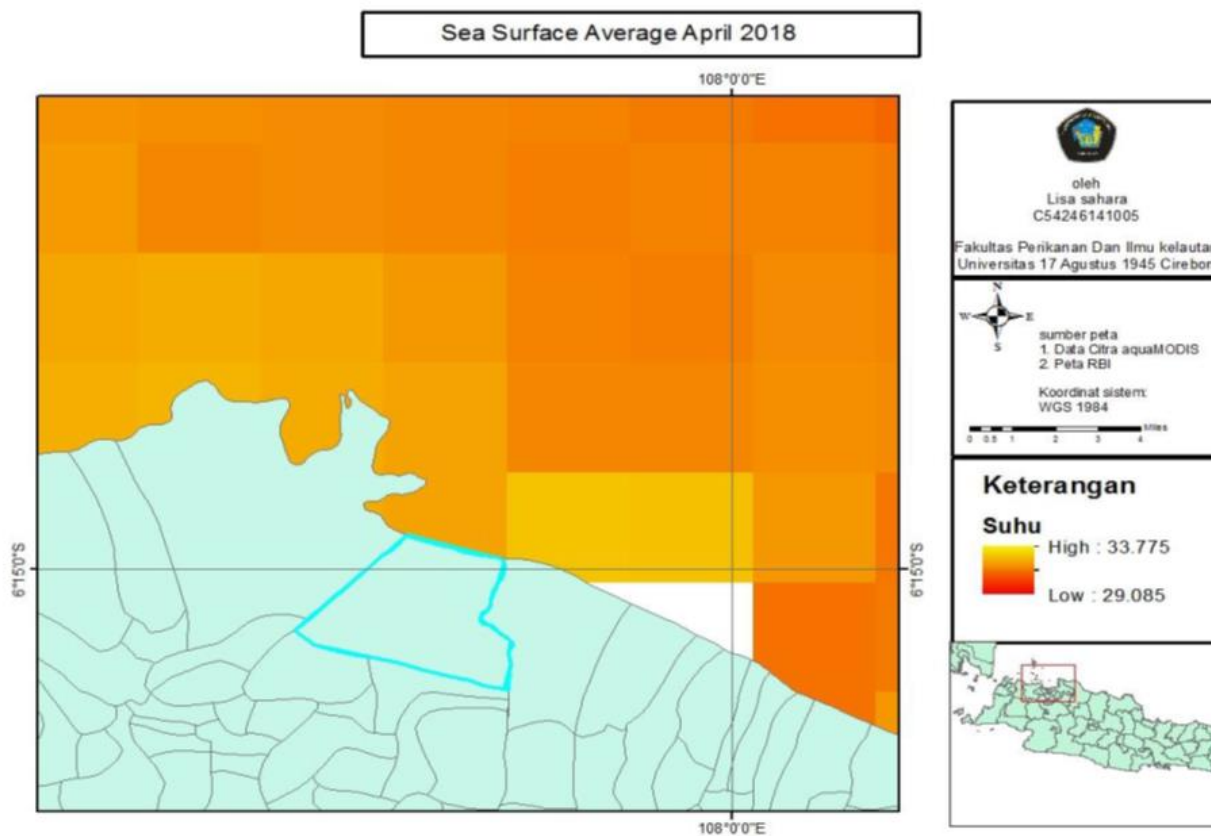 Sea Surface Average April 2018
108°0'0"E
6°15'0"S
6°15'0"S
108°0'0"E
oleh
Lisa sahara
C54246141005
Fakultas Perikanan Dan Ilmu kelautan
Universitas 17 Agustus 1945 Cirebon
N
W E
S
sumber peta
1. Data Citra aquaMODIS
2. Peta RBI
Koordinat sistem:
WGS 1984
Miles
0 0.5 1 2 3 4
Keterangan
Suhu
High : 33.775
Low : 29.085